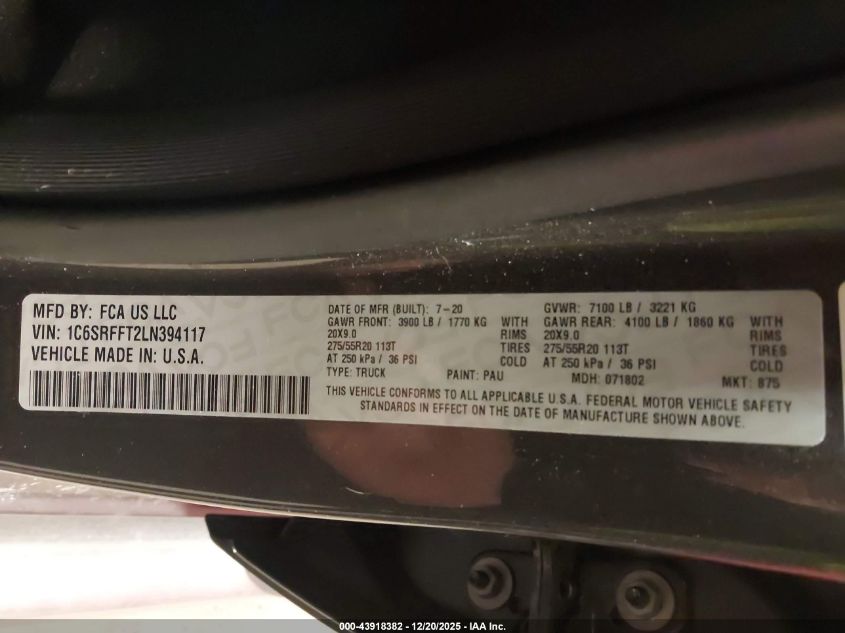 MFD BY: FCA US LLC
VIN: 1C6SRFFT2LN394117
VEHICLE MADE IN: U.S.A.
DATE OF MFR (BUILT): 7-20
GAWR FRONT: 3900 LB / 1770 KG WITH
20X9.0 RIMS
275/55R20 113T TIRES
AT 250 kPa / 36 PSI COLD
TYPE: TRUCK PAINT: PAU
GVWR: 7100 LB / 3221 KG
GAWR REAR: 4100 LB / 1860 KG WITH
20X9.0 RIMS
275/55R20 113T TIRES
AT 250 kPa / 36 PSI COLD
MDH: 071802 MKT: 875
THIS VEHICLE CONFORMS TO ALL APPLICABLE U.S.A. FEDERAL MOTOR VEHICLE SAFETY
STANDARDS IN EFFECT ON THE DATE OF MANUFACTURE SHOWN ABOVE.
000-43918382 - 12/20/2025 - IAA Inc.